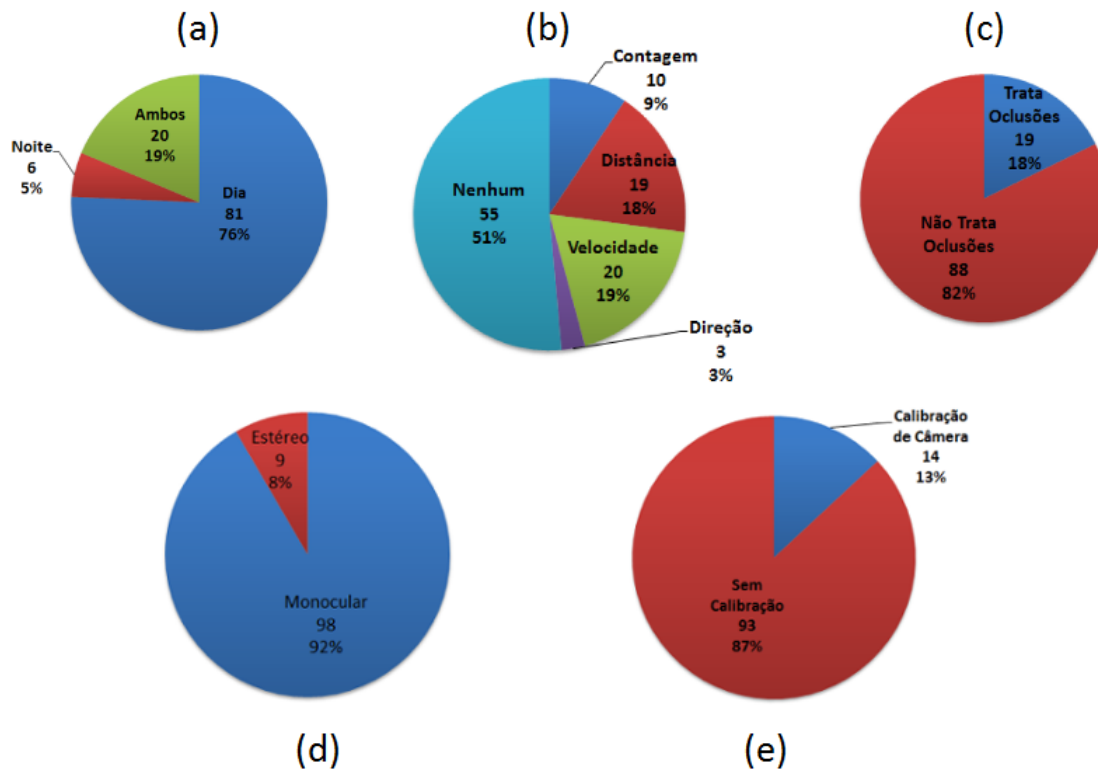 (a)
Ambos
20
19%
Noite
6
5%
Dia
81
76%
(b)
Contagem
10
9%
Distância
19
18%
Nenhum
55
51%
Velocidade
20
19%
Direção
3
3%
(c)
Trata
Oclusões
19
18%
Não Trata
Oclusões
88
82%
Estéreo
9
8%
Monocular
98
92%
(d)
Calibração
de Câmera
14
13%
Sem
Calibração
93
87%
(e)